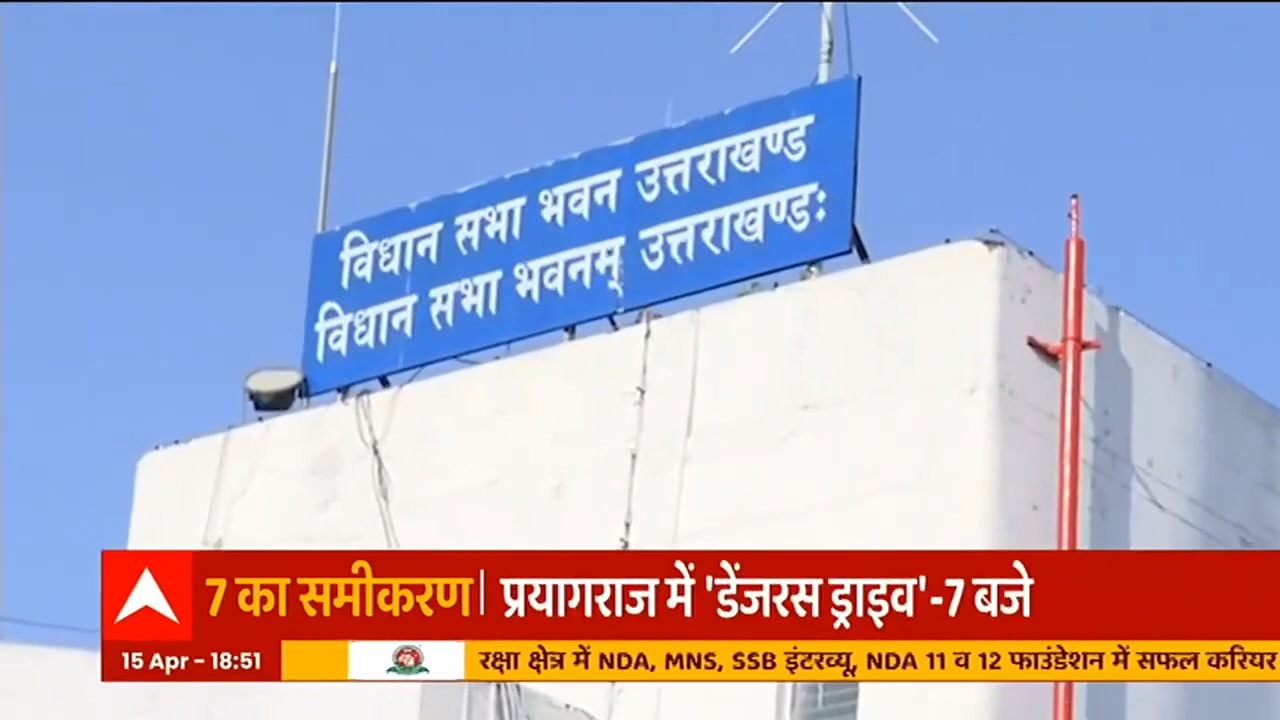 विधान सभा भवन उत्तराखण्ड
विधान सभा भवनम् उत्तराखण्डः
7 का समीकरण | प्रयागराज में 'डेंजरस ड्राइव'-7 बजे
15 Apr - 18:51
रक्षा क्षेत्र में NDA, MNS, SSB इंटरव्यू, NDA 11 व 12 फाउंडेशन में सफल करियर